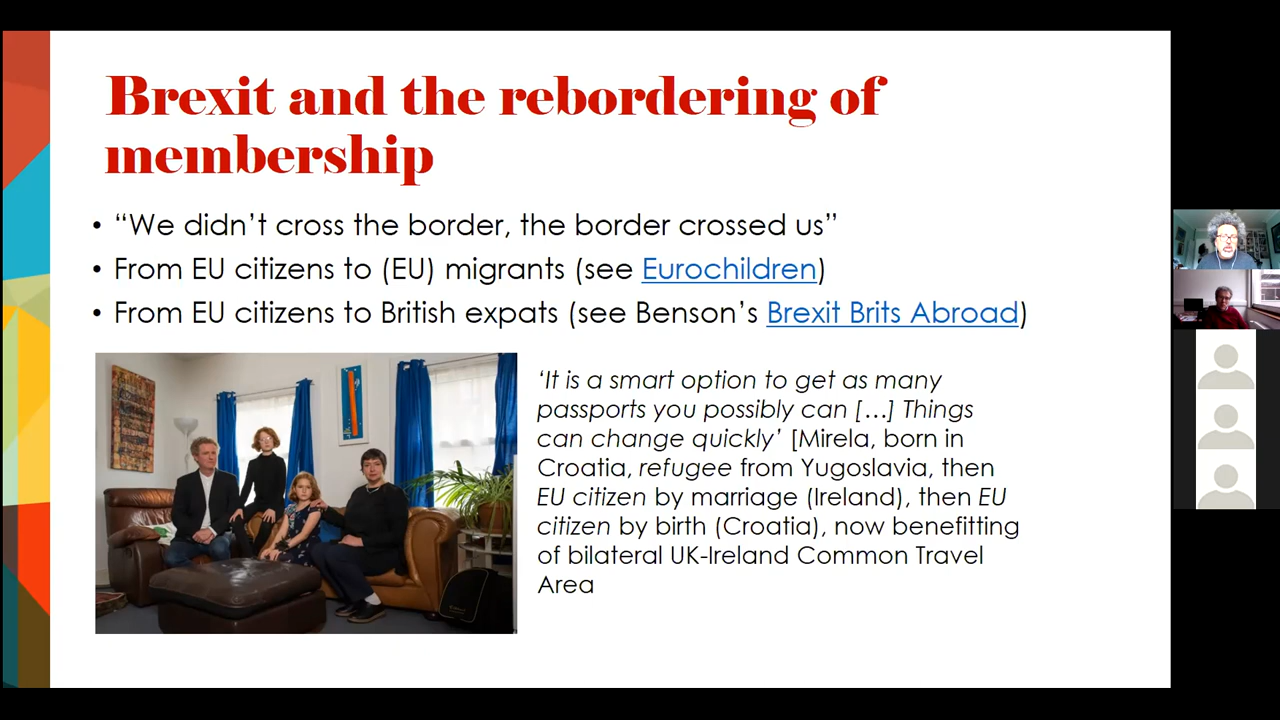 Brexit and the rebordering of
membership
• “We didn’t cross the border, the border crossed us”
• From EU citizens to (EU) migrants (see Eurochildren)
• From EU citizens to British expats (see Benson’s Brexit Brits Abroad)
‘It is a smart option to get as many
passports you possibly can […] Things
can change quickly’ [Mirela, born in
Croatia, refugee from Yugoslavia, then
EU citizen by marriage (Ireland), then EU
citizen by birth (Croatia), now benefitting
of bilateral UK-Ireland Common Travel
Area